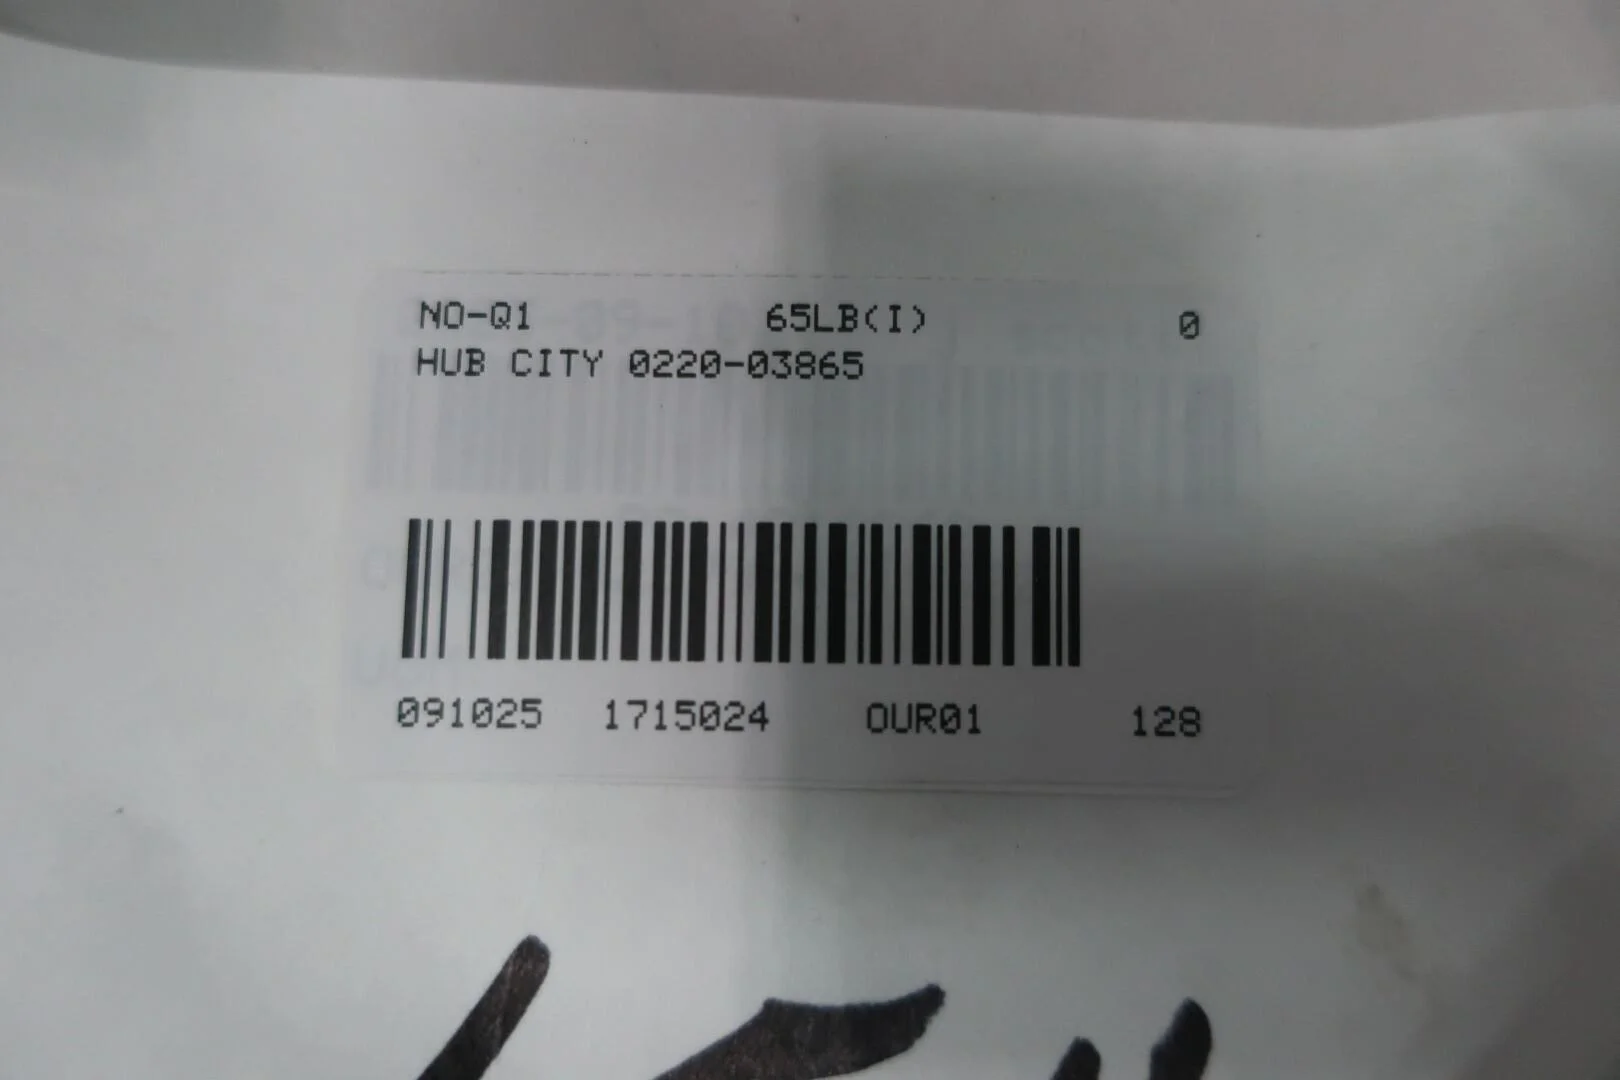 NO-Q1 65LB(I) 0
HUB CITY 0220-03865
091025 1715024 OUR01 128